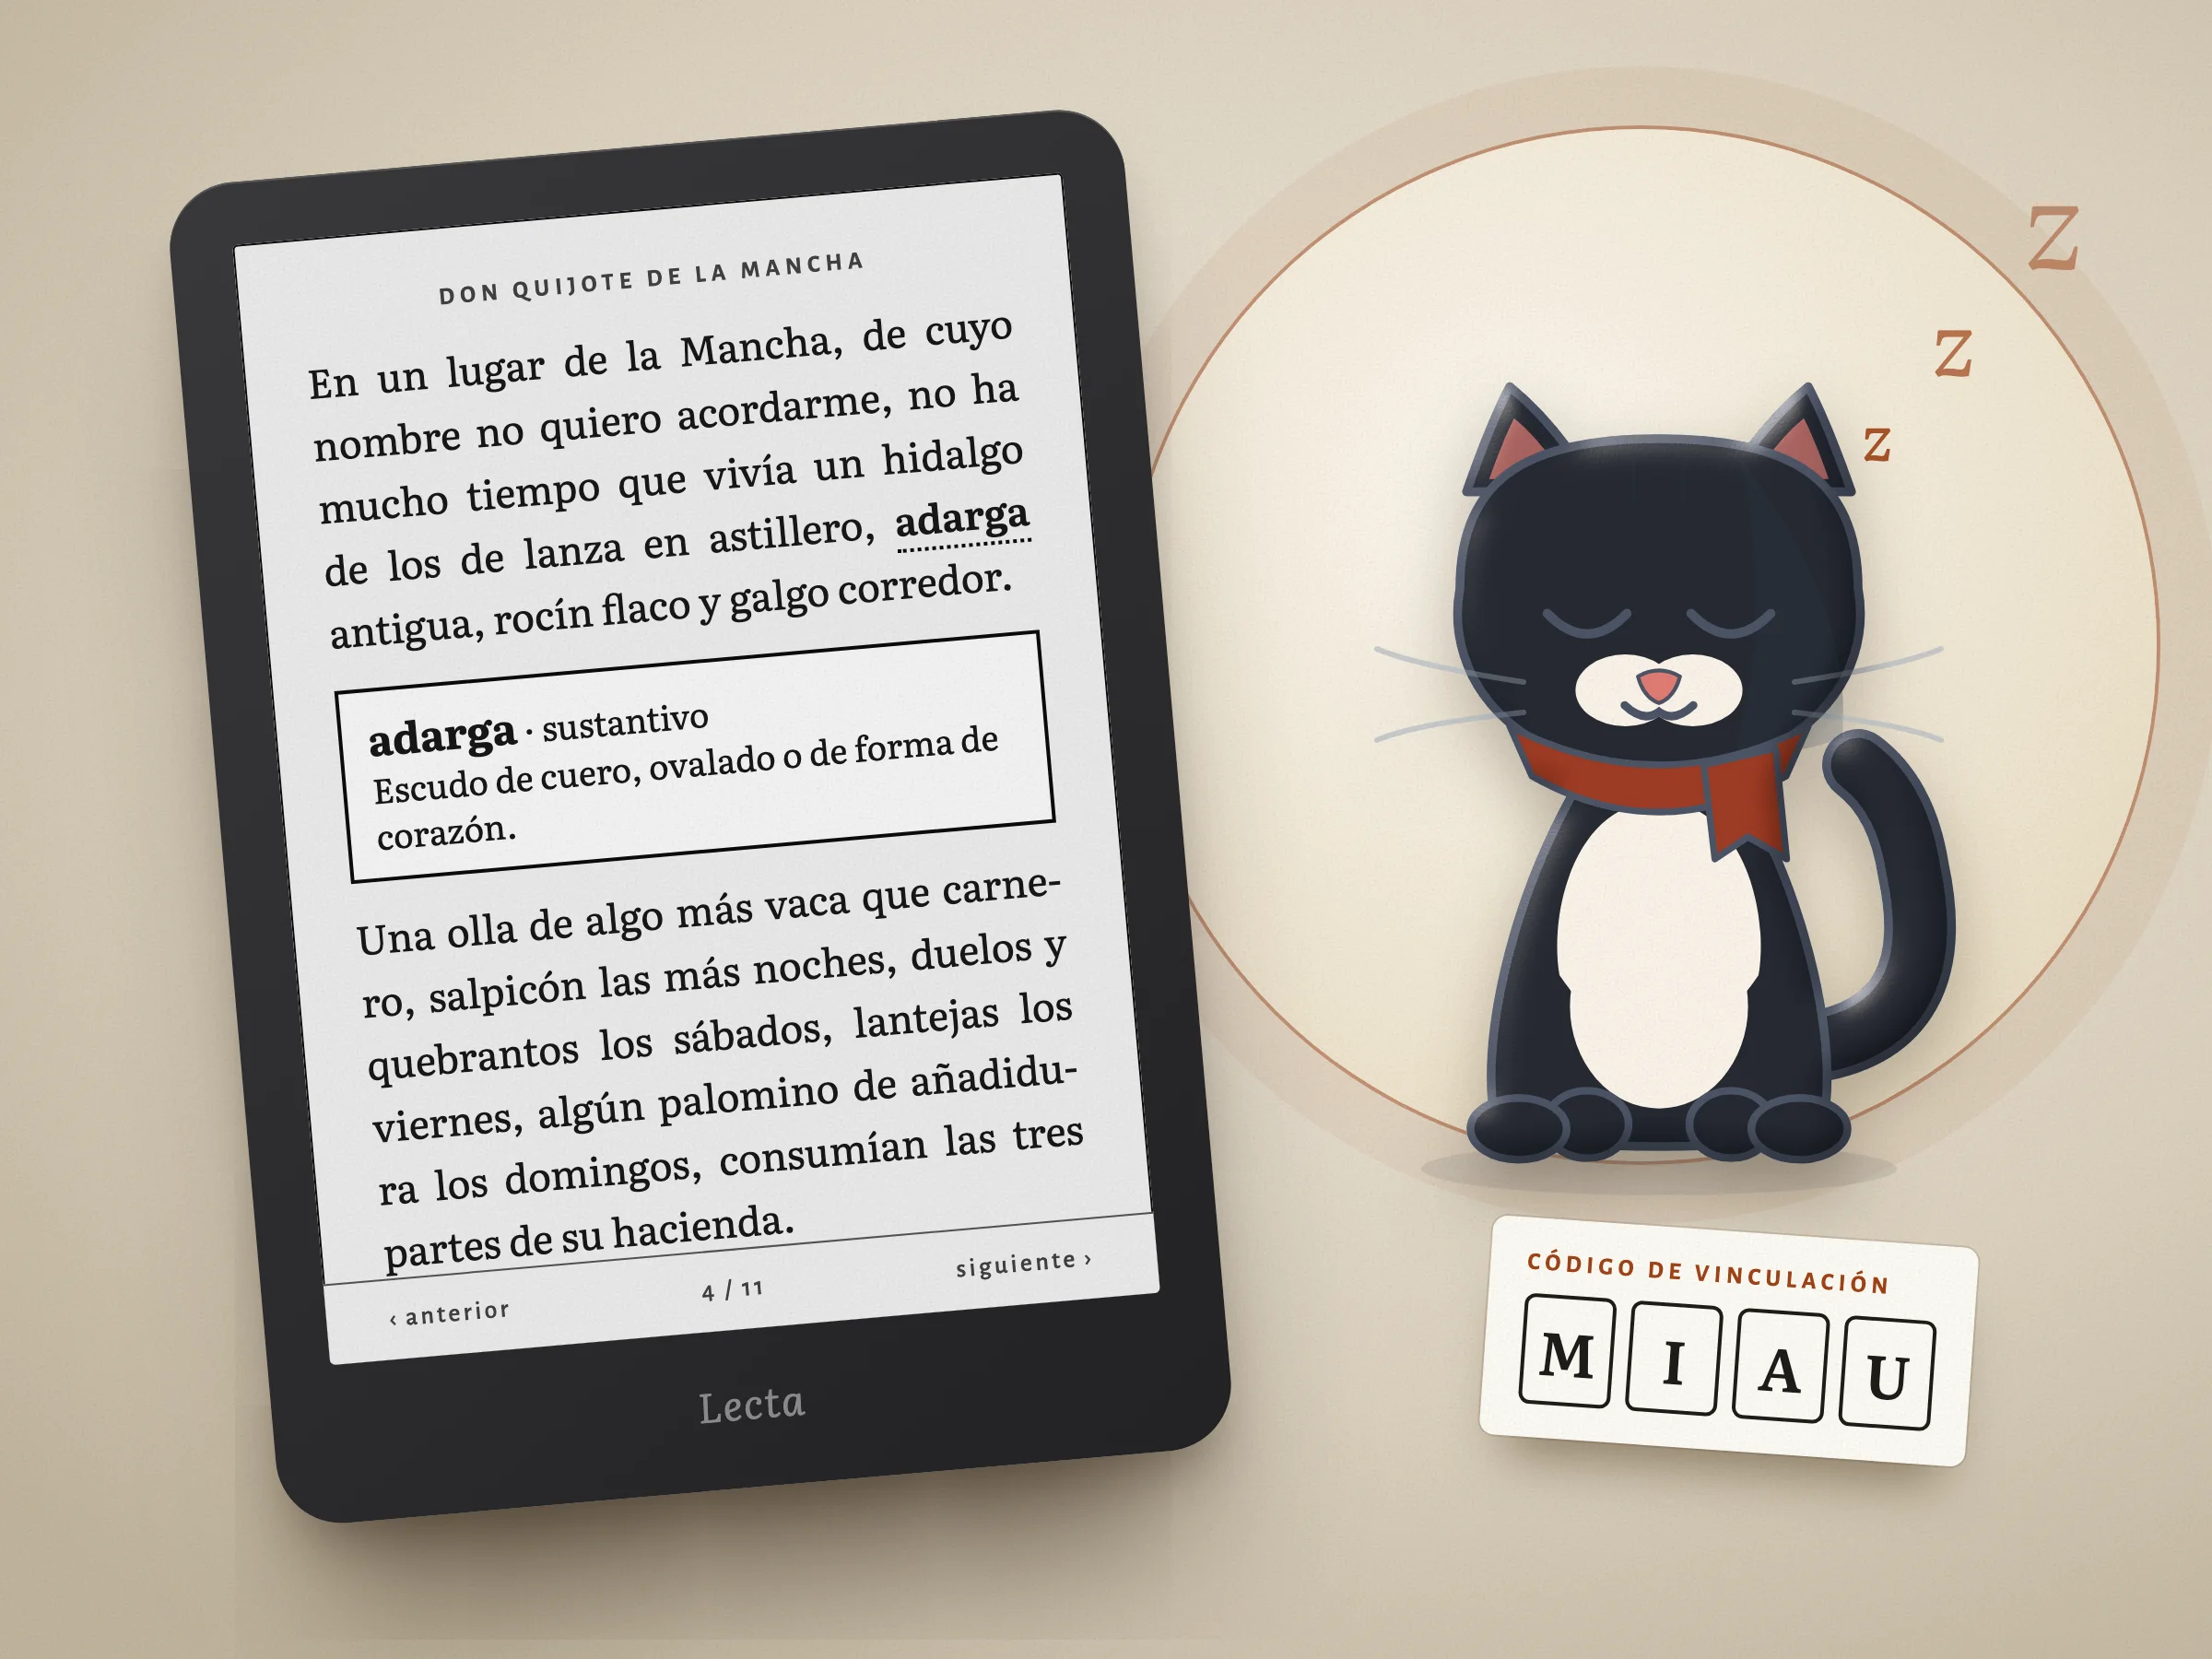 DON QUIJOTE DE LA MANCHA
En un lugar de la Mancha, de cuyo
nombre no quiero acordarme, no ha
mucho tiempo que vivía un hidalgo
de los de lanza en astillero, adarga
antigua, rocín flaco y galgo corredor.
adarga · sustantivo
Escudo de cuero, ovalado o de forma de
corazón.
Una olla de algo más vaca que carne-
ro, salpicón las más noches, duelos y
quebrantos los sábados, lantejas los
viernes, algún palomino de añadidu-
ra los domingos, consumían las tres
partes de su hacienda.
‹ anterior
4 / 11
siguiente ›
Lecta
z
z
z
CÓDIGO DE VINCULACIÓN
M I A U